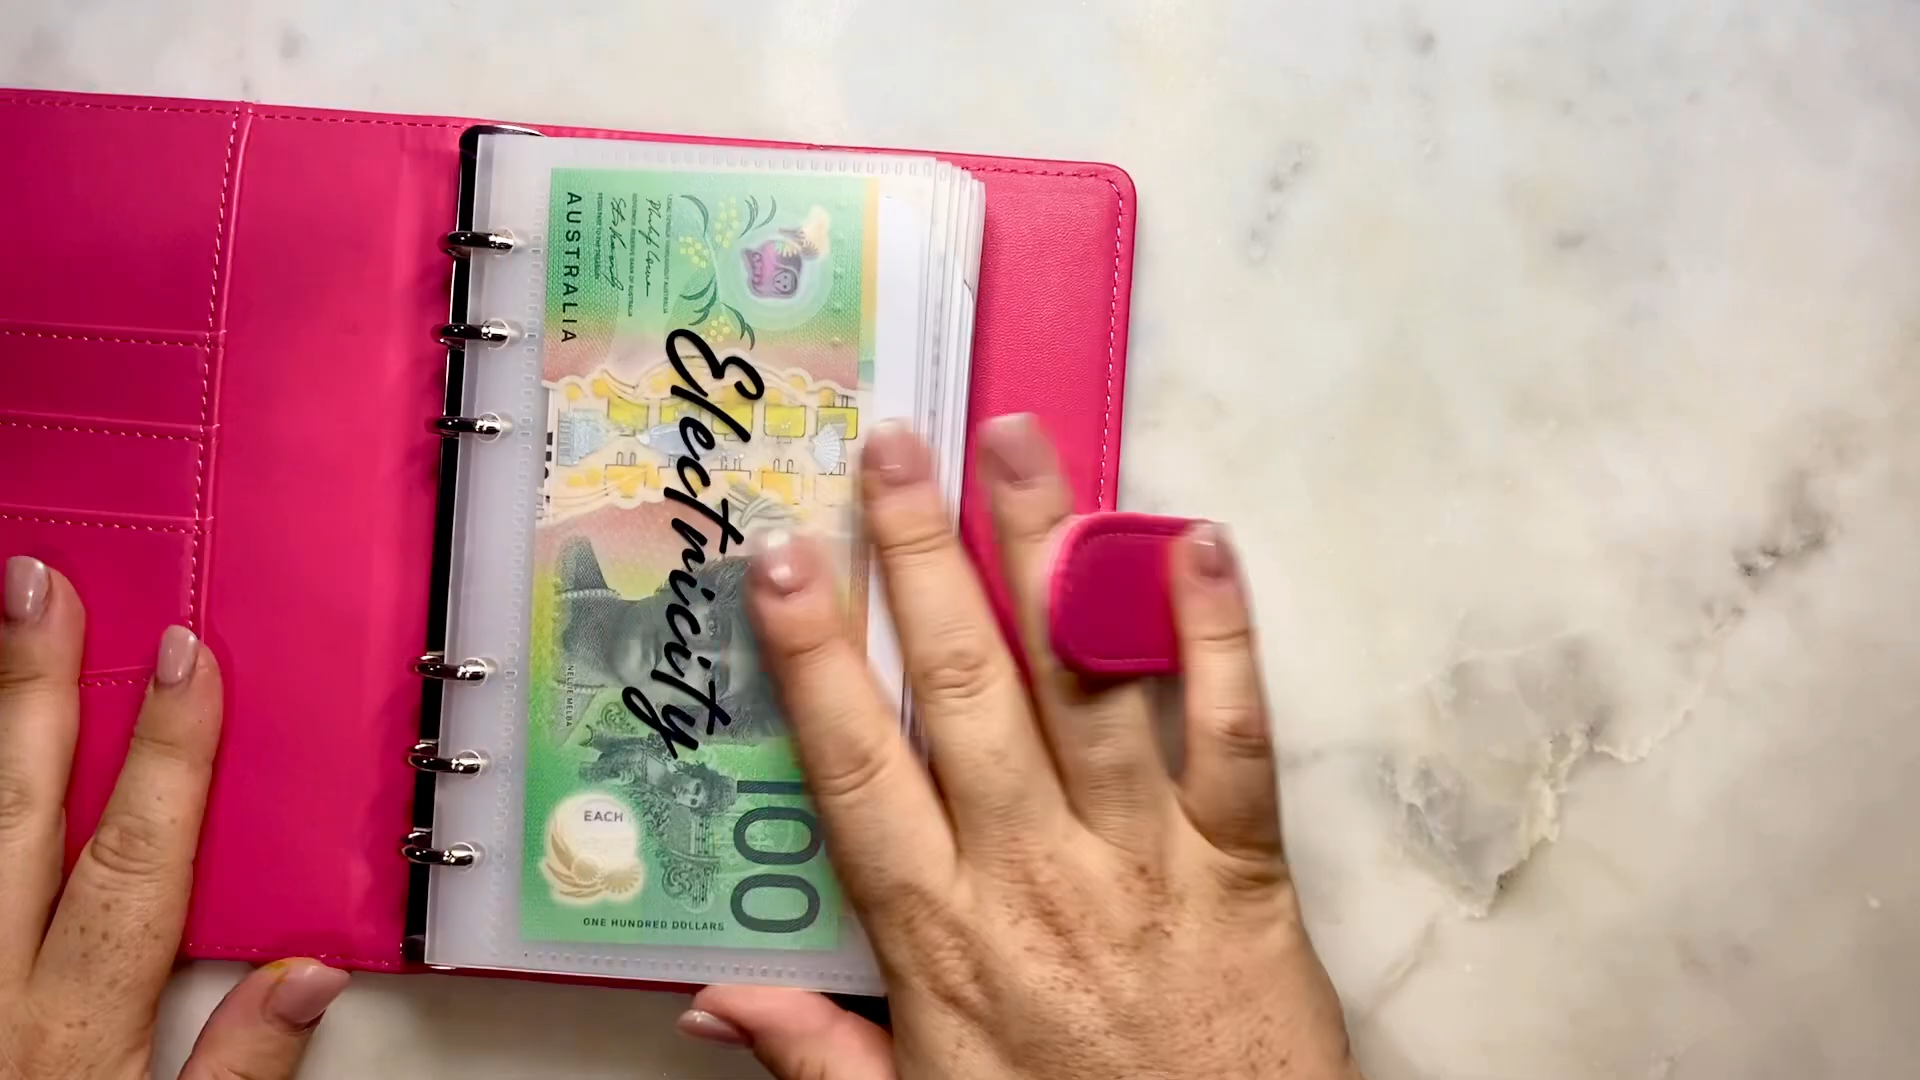 Electricity
AUSTRALIA
NELLIE MELBA
EACH
100
ONE HUNDRED DOLLARS